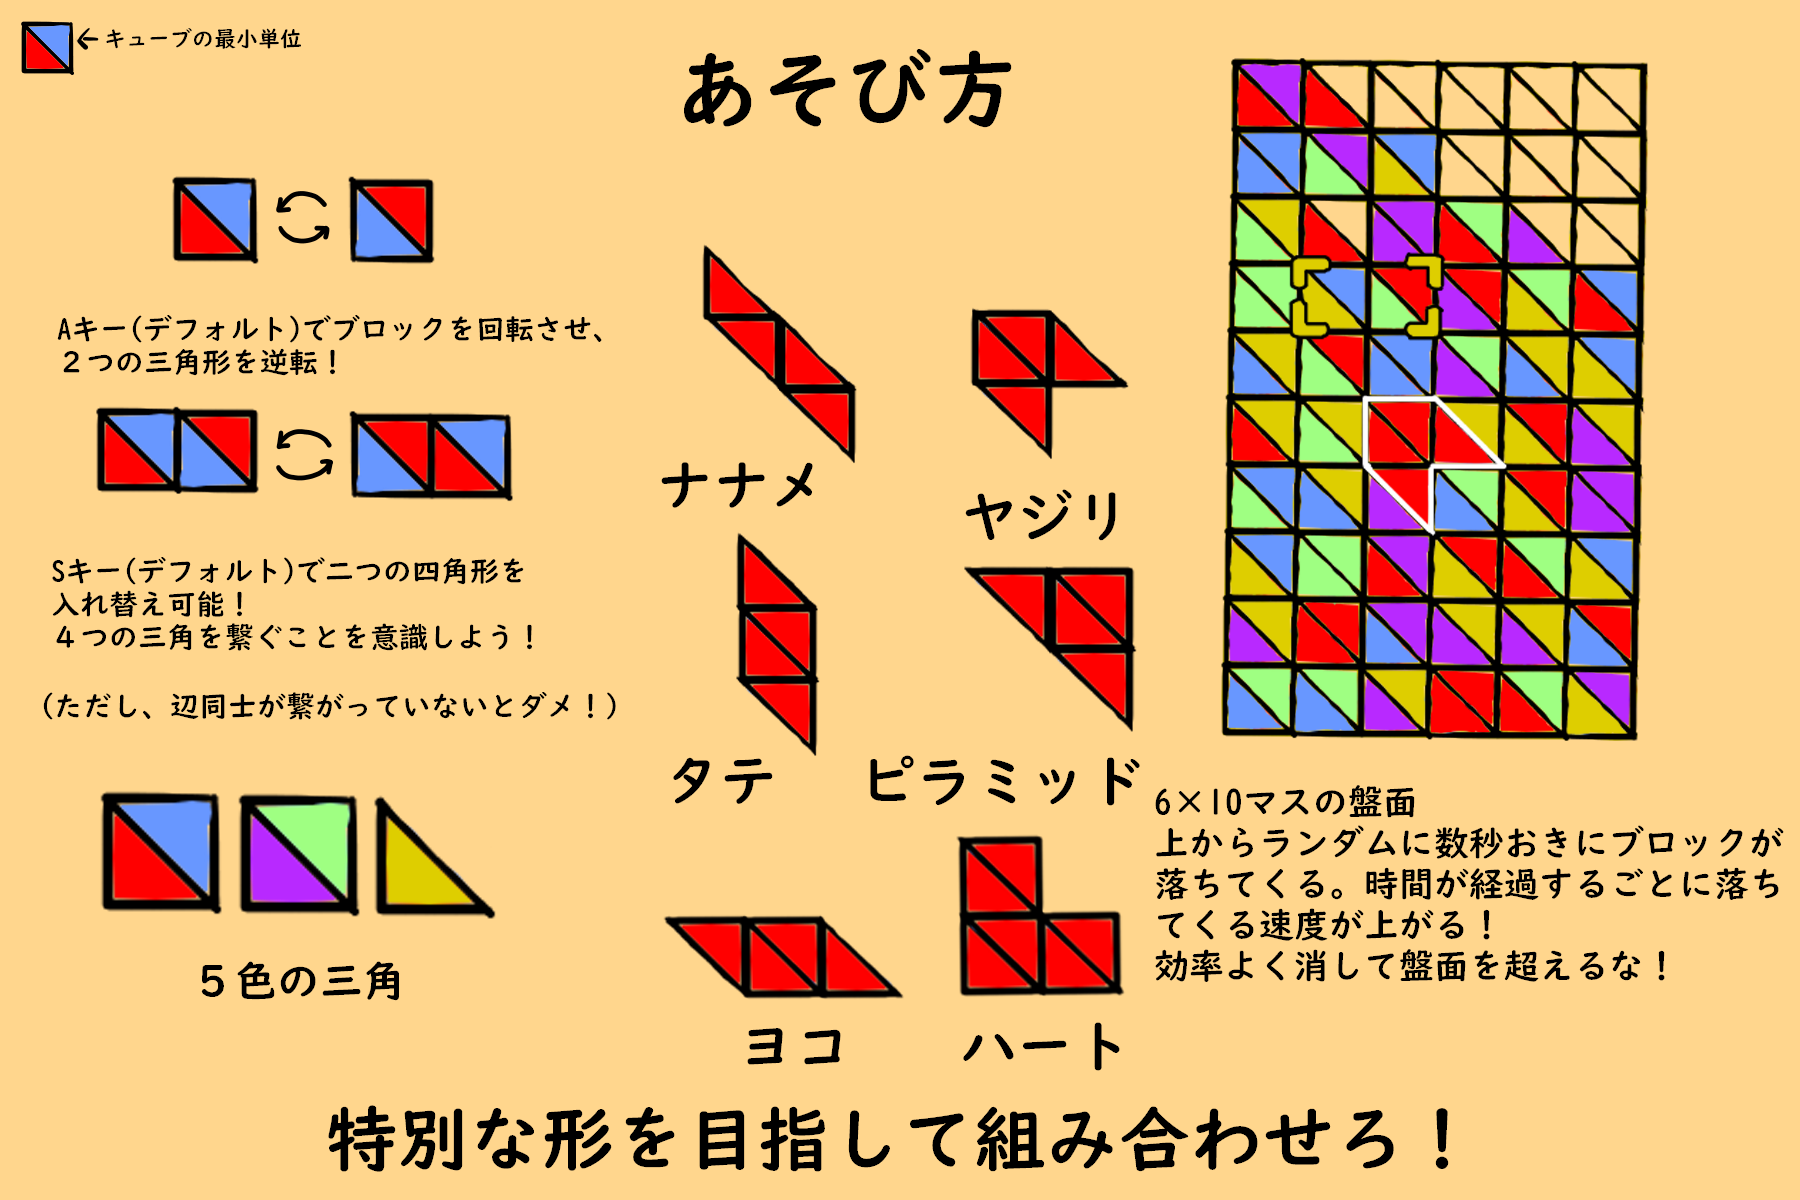 ←キューブの最小単位
あそび方
Aキー(デフォルト)でブロックを回転させ、
２つの三角形を逆転！
Sキー(デフォルト)で二つの四角形を
入れ替え可能！
４つの三角を繋ぐことを意識しよう！
(ただし、辺同士が繋がっていないとダメ！)
５色の三角
ナナメ
ヤジリ
タテ
ピラミッド
ヨコ
ハート
6×10マスの盤面
上からランダムに数秒おきにブロックが
落ちてくる。時間が経過するごとに落ち
てくる速度が上がる！
効率よく消して盤面を超えるな！
特別な形を目指して組み合わせろ！